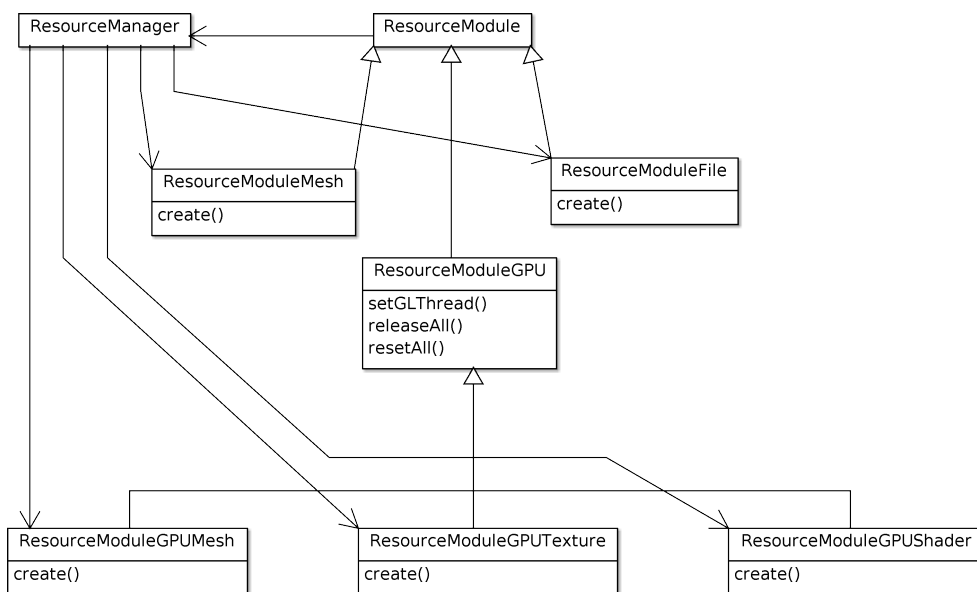 ResourceManager
ResourceModule
ResourceModuleMesh
create()
ResourceModuleFile
create()
ResourceModuleGPU
setGLThread()
releaseAll()
resetAll()
ResourceModuleGPUMesh
create()
ResourceModuleGPUTexture
create()
ResourceModuleGPUShader
create()